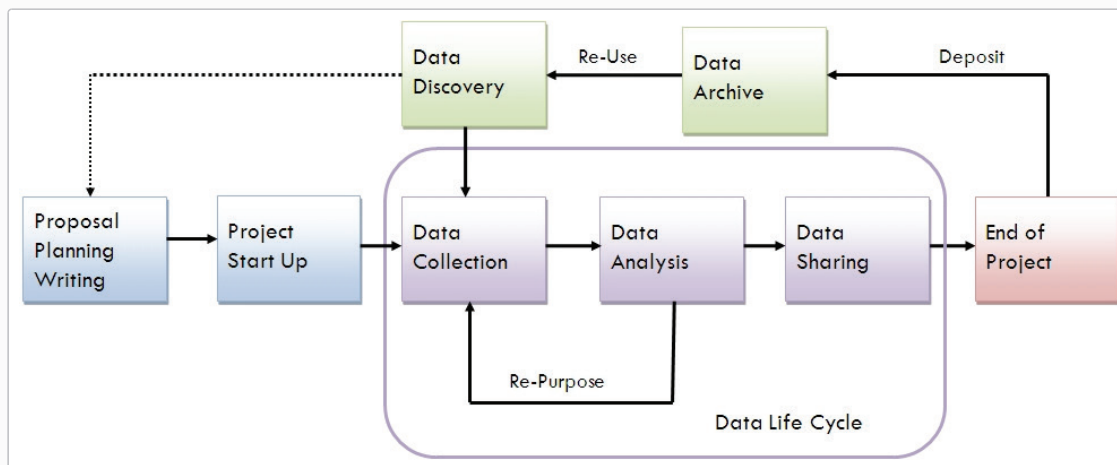 Data
Discovery
Re-Use
Data
Archive
Deposit
Proposal
Planning
Writing
Project
Start Up
Data
Collection
Data
Analysis
Data
Sharing
End of
Project
Re-Purpose
Data Life Cycle